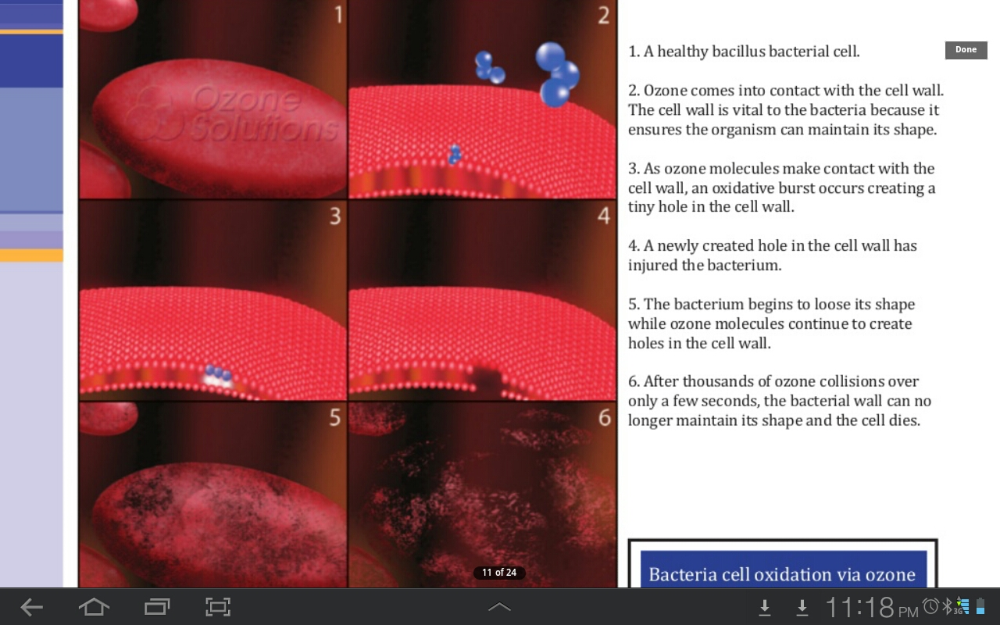 1
2
Ozone
Solutions
3
4
5
6
1. A healthy bacillus bacterial cell.
2. Ozone comes into contact with the cell wall.
The cell wall is vital to the bacteria because it
ensures the organism can maintain its shape.
3. As ozone molecules make contact with the
cell wall, an oxidative burst occurs creating a
tiny hole in the cell wall.
4. A newly created hole in the cell wall has
injured the bacterium.
5. The bacterium begins to loose its shape
while ozone molecules continue to create
holes in the cell wall.
6. After thousands of ozone collisions over
only a few seconds, the bacterial wall can no
longer maintain its shape and the cell dies.
Done
Bacteria cell oxidation via ozone
11 of 24
11:18 PM
3G